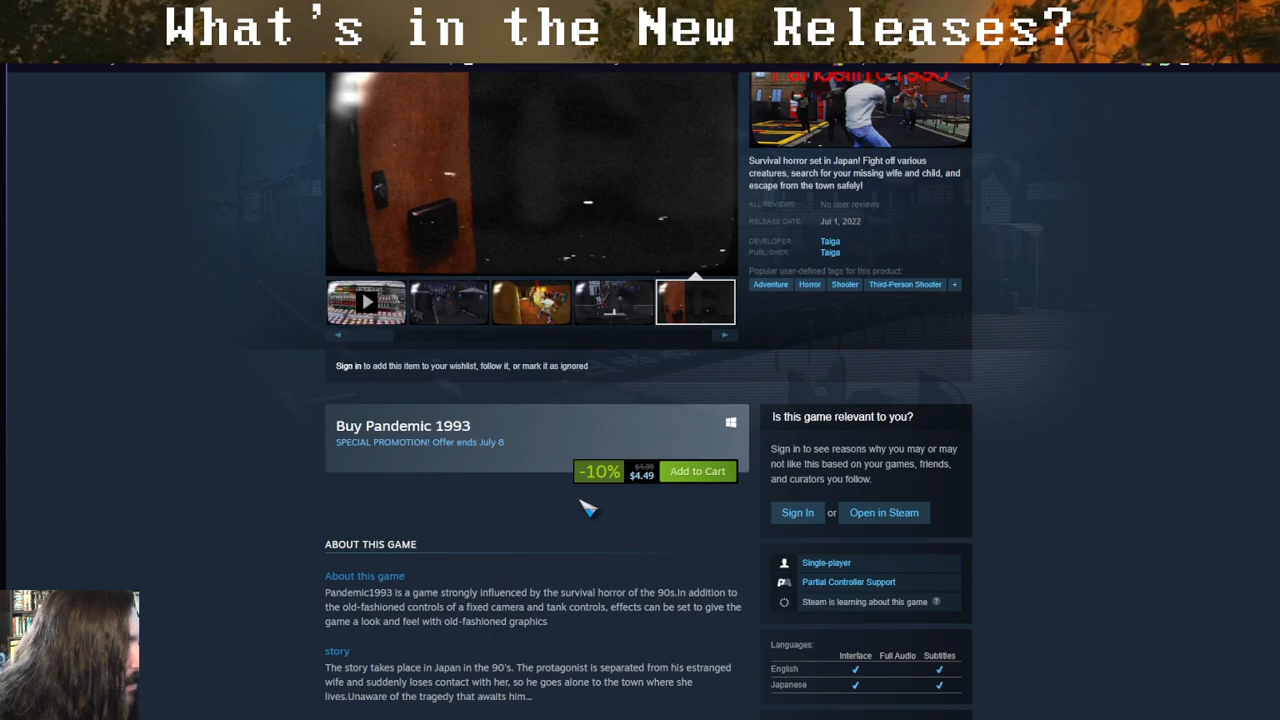 What's in the New Releases?
Survival horror set in Japan! Fight off various
creatures, search for your missing wife and child, and
escape from the town safely!
ALL REVIEWS: No user reviews
RELEASE DATE: Jul 1, 2022
DEVELOPER: Taiga
PUBLISHER: Taiga
Popular user-defined tags for this product:
Adventure Horror Shooter Third-Person Shooter +
Sign in to add this item to your wishlist, follow it, or mark it as ignored
Buy Pandemic 1993
SPECIAL PROMOTION! Offer ends July 8
-10% $4.99 $4.49 Add to Cart
Is this game relevant to you?
Sign in to see reasons why you may or may
not like this based on your games, friends,
and curators you follow.
Sign In or Open in Steam
ABOUT THIS GAME
About this game
Pandemic1993 is a game strongly influenced by the survival horror of the 90s.In addition to
the old-fashioned controls of a fixed camera and tank controls, effects can be set to give the
game a look and feel with old-fashioned graphics
story
The story takes place in Japan in the 90's. The protagonist is separated from his estranged
wife and suddenly loses contact with her, so he goes alone to the town where she
lives.Unaware of the tragedy that awaits him...
Single-player
Partial Controller Support
Steam is learning about this game ?
Languages:
Interface Full Audio Subtitles
English ✔ ✔
Japanese ✔ ✔